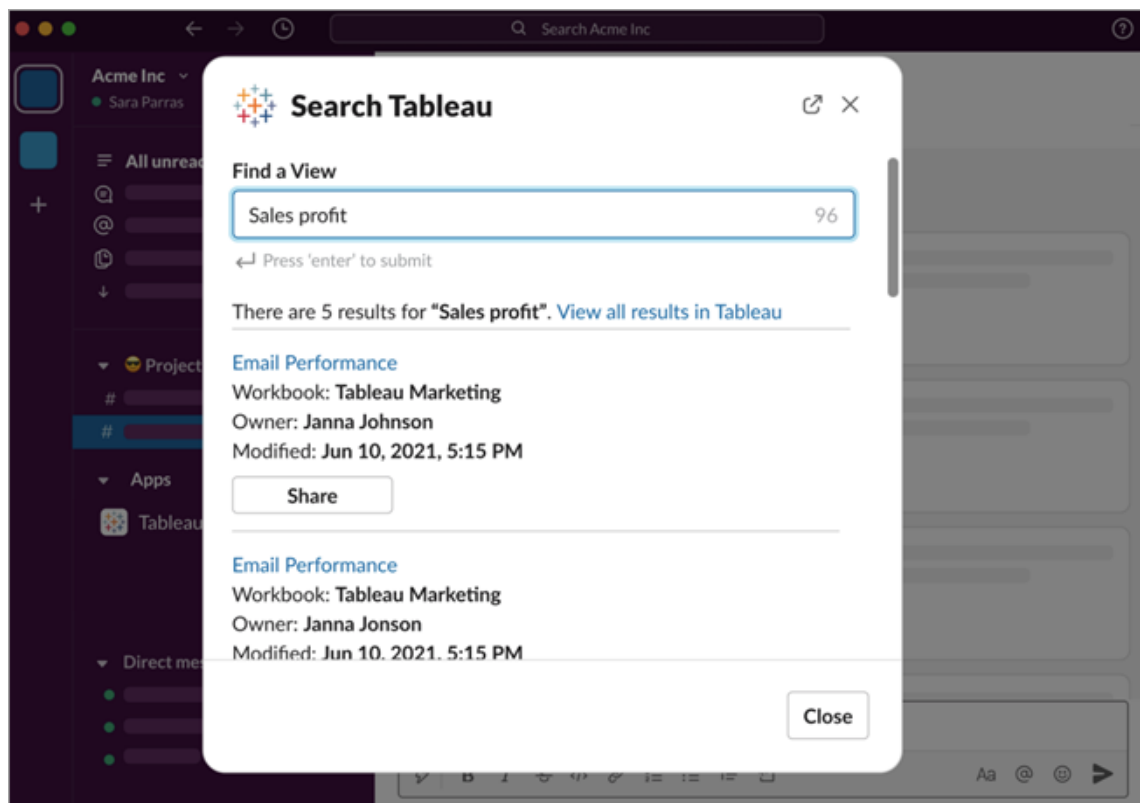 Search Acme Inc
Acme Inc
Sara Parras
All unread
Project
Apps
Tableau
Direct mes
Search Tableau
Find a View
Sales profit 96
Press 'enter' to submit
There are 5 results for “Sales profit”. View all results in Tableau
Email Performance
Workbook: Tableau Marketing
Owner: Janna Johnson
Modified: Jun 10, 2021, 5:15 PM
Share
Email Performance
Workbook: Tableau Marketing
Owner: Janna Jonson
Modified: Jun 10, 2021, 5:15 PM
Close
B I Aa @